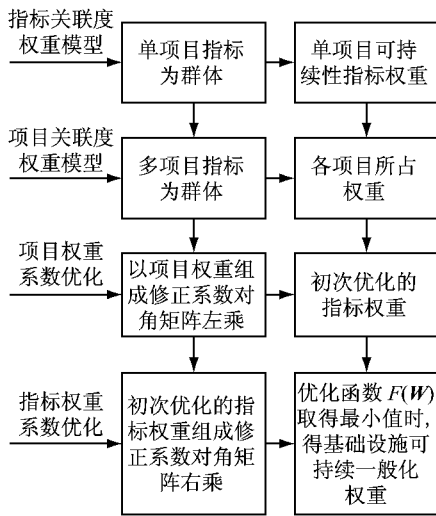 指标关联度
权重模型
单项目指标
为群体
单项目可持
续性指标权重
项目关联度
权重模型
多项目指标
为群体
各项目所占
权重
项目权重
系数优化
以项目权重组
成修正系数对
角矩阵左乘
初次优化的
指标权重
指标权重
系数优化
初次优化的指
标权重组成修
正系数对角矩
阵右乘
优化函数 F(W)
取得最小值时,
得基础设施可
持续一般化
权重